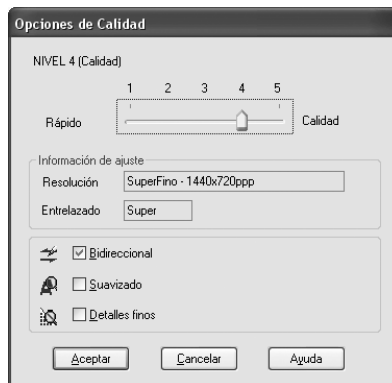 Opciones de Calidad
NIVEL 4 (Calidad)
1 2 3 4 5
Rápido Calidad
Información de ajuste
Resolución SuperFino - 1440x720ppp
Entrelazado Super
Bidireccional
Suavizado
Detalles finos
Aceptar Cancelar Ayuda